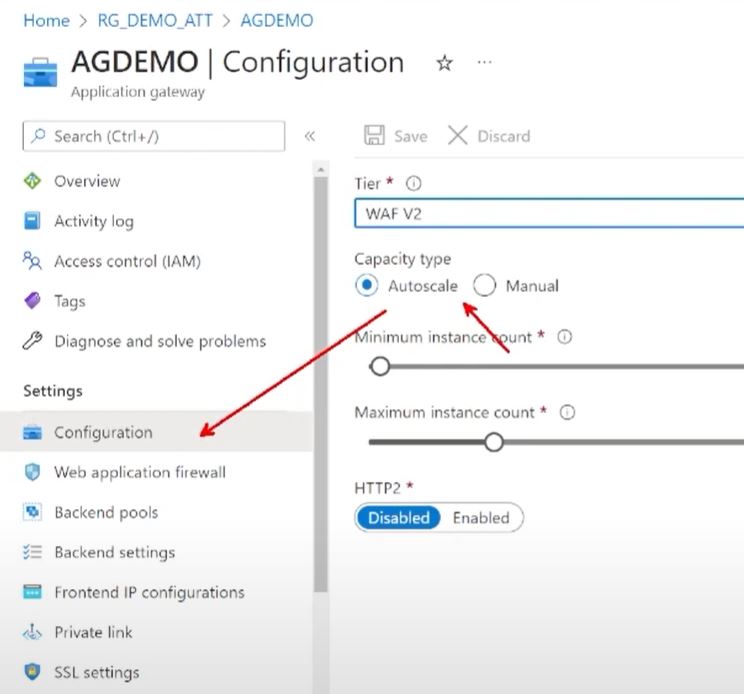 Home > RG_DEMO_ATT > AGDEMO
AGDEMO | Configuration
Application gateway
Search (Ctrl+/)
Overview
Activity log
Access control (IAM)
Tags
Diagnose and solve problems
Settings
Configuration
Web application firewall
Backend pools
Backend settings
Frontend IP configurations
Private link
SSL settings
Save Discard
Tier *
WAF V2
Capacity type
Autoscale Manual
Minimum instance count *
Maximum instance count *
HTTP2 *
Disabled Enabled